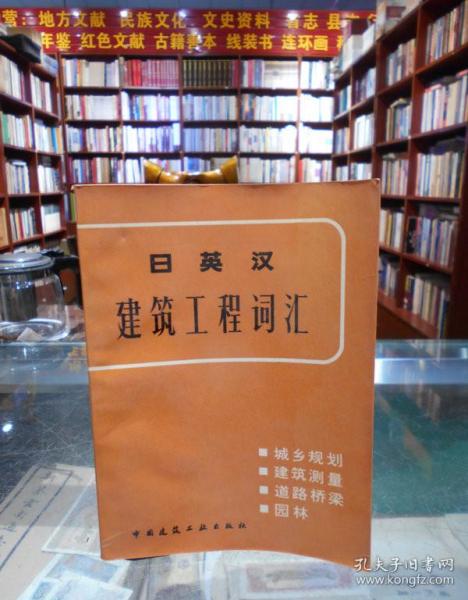 营：地方文献 民族文化 文史资料 省志 县志
年鉴 红色文献 古籍善本 线装书 连环画
日英汉
建筑工程词汇
■城乡规划
■建筑测量
■道路桥梁
■园林
中国建筑工业出版社
孔夫子旧书网
www.kongfz.com